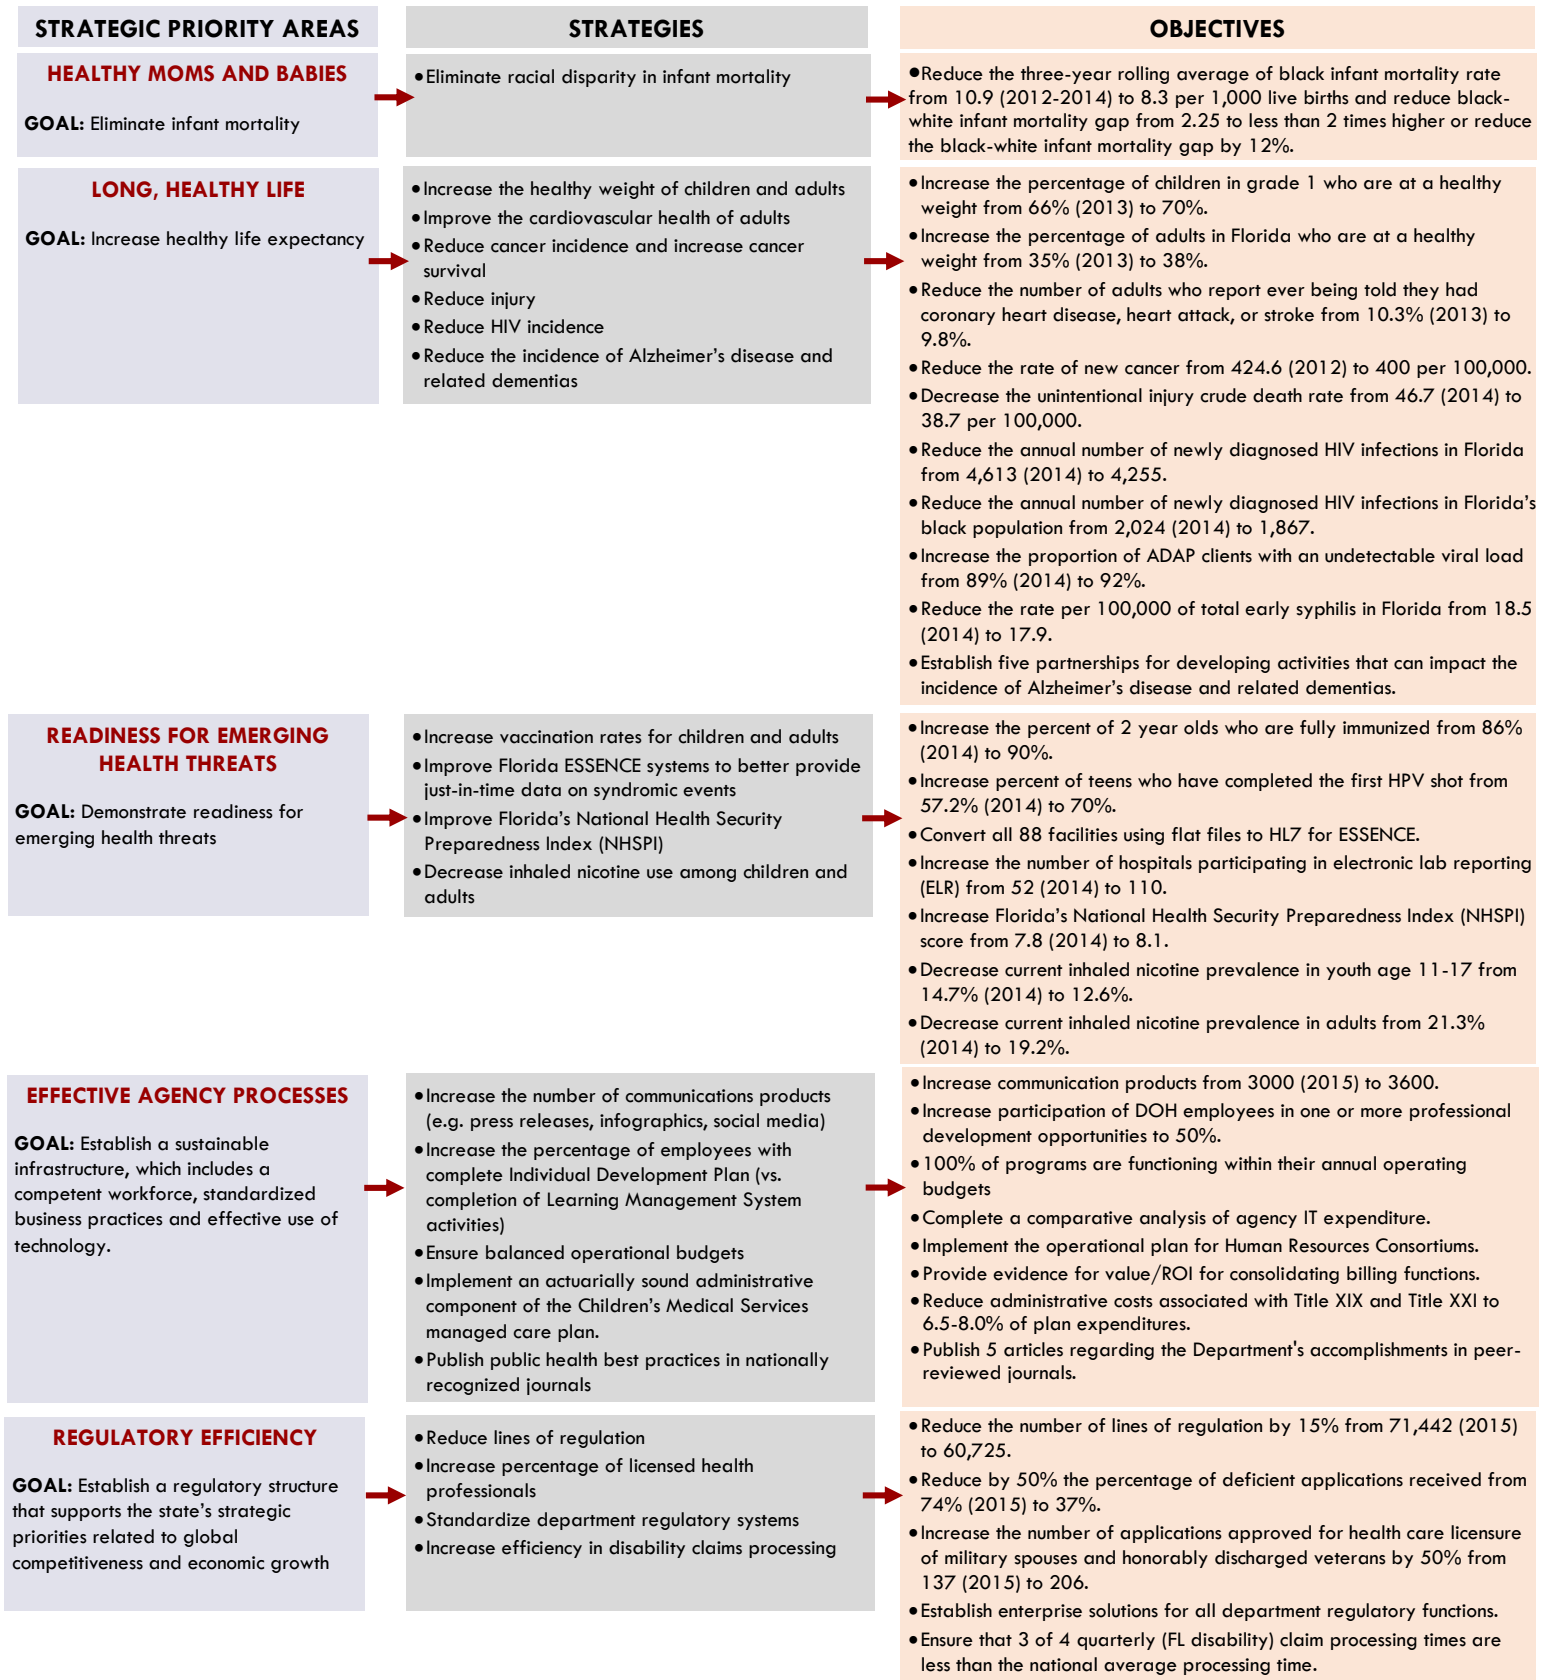 STRATEGIC PRIORITY AREAS
STRATEGIES
OBJECTIVES
HEALTHY MOMS AND BABIES
GOAL: Eliminate infant mortality
•Eliminate racial disparity in infant mortality
•Reduce the three-year rolling average of black infant mortality rate
from 10.9 (2012-2014) to 8.3 per 1,000 live births and reduce black-
white infant mortality gap from 2.25 to less than 2 times higher or reduce
the black-white infant mortality gap by 12%.
LONG, HEALTHY LIFE
GOAL: Increase healthy life expectancy
•Increase the healthy weight of children and adults
•Improve the cardiovascular health of adults
•Reduce cancer incidence and increase cancer
survival
•Reduce injury
•Reduce HIV incidence
•Reduce the incidence of Alzheimer’s disease and
related dementias
•Increase the percentage of children in grade 1 who are at a healthy
weight from 66% (2013) to 70%.
•Increase the percentage of adults in Florida who are at a healthy
weight from 35% (2013) to 38%.
•Reduce the number of adults who report ever being told they had
coronary heart disease, heart attack, or stroke from 10.3% (2013) to
9.8%.
•Reduce the rate of new cancer from 424.6 (2012) to 400 per 100,000.
•Decrease the unintentional injury crude death rate from 46.7 (2014) to
38.7 per 100,000.
•Reduce the annual number of newly diagnosed HIV infections in Florida
from 4,613 (2014) to 4,255.
•Reduce the annual number of newly diagnosed HIV infections in Florida’s
black population from 2,024 (2014) to 1,867.
•Increase the proportion of ADAP clients with an undetectable viral load
from 89% (2014) to 92%.
•Reduce the rate per 100,000 of total early syphilis in Florida from 18.5
(2014) to 17.9.
•Establish five partnerships for developing activities that can impact the
incidence of Alzheimer’s disease and related dementias.
READINESS FOR EMERGING
HEALTH THREATS
GOAL: Demonstrate readiness for
emerging health threats
•Increase vaccination rates for children and adults
•Improve Florida ESSENCE systems to better provide
just-in-time data on syndromic events
•Improve Florida’s National Health Security
Preparedness Index (NHSPI)
•Decrease inhaled nicotine use among children and
adults
•Increase the percent of 2 year olds who are fully immunized from 86%
(2014) to 90%.
•Increase percent of teens who have completed the first HPV shot from
57.2% (2014) to 70%.
•Convert all 88 facilities using flat files to HL7 for ESSENCE.
•Increase the number of hospitals participating in electronic lab reporting
(ELR) from 52 (2014) to 110.
•Increase Florida’s National Health Security Preparedness Index (NHSPI)
score from 7.8 (2014) to 8.1.
•Decrease current inhaled nicotine prevalence in youth age 11-17 from
14.7% (2014) to 12.6%.
•Decrease current inhaled nicotine prevalence in adults from 21.3%
(2014) to 19.2%.
EFFECTIVE AGENCY PROCESSES
GOAL: Establish a sustainable
infrastructure, which includes a
competent workforce, standardized
business practices and effective use of
technology.
•Increase the number of communications products
(e.g. press releases, infographics, social media)
•Increase the percentage of employees with
complete Individual Development Plan (vs.
completion of Learning Management System
activities)
•Ensure balanced operational budgets
•Implement an actuarially sound administrative
component of the Children’s Medical Services
managed care plan.
•Publish public health best practices in nationally
recognized journals
•Increase communication products from 3000 (2015) to 3600.
•Increase participation of DOH employees in one or more professional
development opportunities to 50%.
•100% of programs are functioning within their annual operating
budgets
•Complete a comparative analysis of agency IT expenditure.
•Implement the operational plan for Human Resources Consortiums.
•Provide evidence for value/ROI for consolidating billing functions.
•Reduce administrative costs associated with Title XIX and Title XXI to
6.5-8.0% of plan expenditures.
•Publish 5 articles regarding the Department's accomplishments in peer-
reviewed journals.
REGULATORY EFFICIENCY
GOAL: Establish a regulatory structure
that supports the state’s strategic
priorities related to global
competitiveness and economic growth
•Reduce lines of regulation
•Increase percentage of licensed health
professionals
•Standardize department regulatory systems
•Increase efficiency in disability claims processing
•Reduce the number of lines of regulation by 15% from 71,442 (2015)
to 60,725.
•Reduce by 50% the percentage of deficient applications received from
74% (2015) to 37%.
•Increase the number of applications approved for health care licensure
of military spouses and honorably discharged veterans by 50% from
137 (2015) to 206.
•Establish enterprise solutions for all department regulatory functions.
•Ensure that 3 of 4 quarterly (FL disability) claim processing times are
less than the national average processing time.